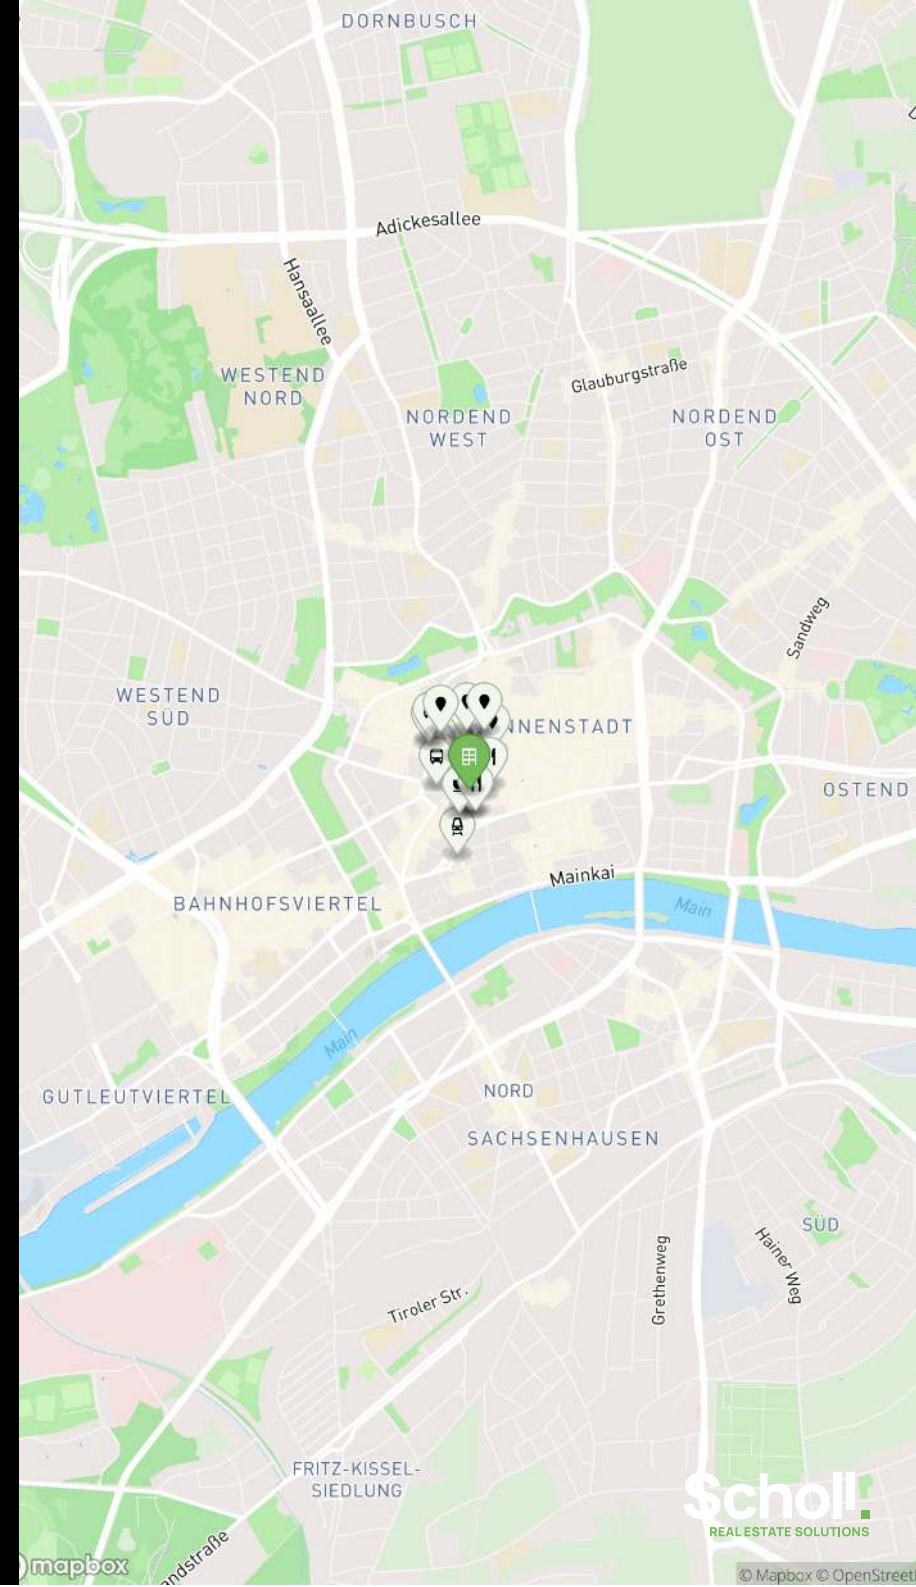 DORNBUSCH
Adickesallee
Hansaallee
Glauburgstraße
WESTEND
NORD
NORDEND
WEST
NORDEND
OST
Sandweg
WESTEND
SÜD
NNENSTADT
OSTEND
Mainkai
BAHNHOFSVIERTEL
Main
Main
GUTLEUTVIERTEL
NORD
SACHSENHAUSEN
SÜD
Hainer Weg
Grethenweg
Tiroler Str.
FRITZ-KISSEL-
SIEDLUNG
Scholl.
REAL ESTATE SOLUTIONS
andstraße
mapbox
© Mapbox © OpenStreet